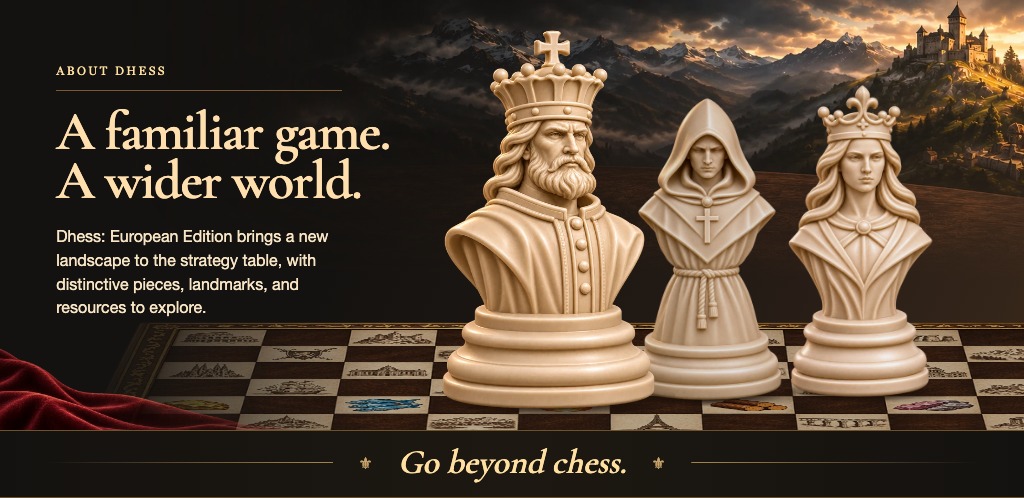 ABOUT DHESS
A familiar game.
A wider world.
Dhess: European Edition brings a new
landscape to the strategy table, with
distinctive pieces, landmarks, and
resources to explore.
Go beyond chess.